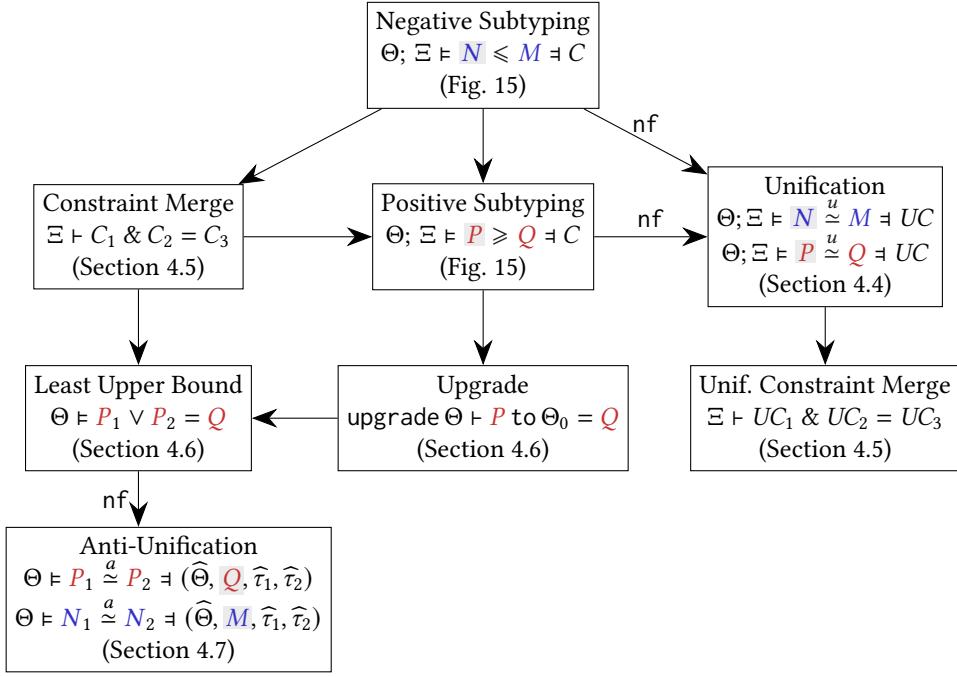 Negative Subtyping
Θ; Ξ ⊨ N ⩽ M ⫤ C
(Fig. 15)
nf
Constraint Merge
Ξ ⊢ C₁ & C₂ = C₃
(Section 4.5)
Positive Subtyping
Θ; Ξ ⊨ P ⩾ Q ⫤ C
(Fig. 15)
nf
Unification
Θ; Ξ ⊨ N ≃ᵘ M ⫤ UC
Θ; Ξ ⊨ P ≃ᵘ Q ⫤ UC
(Section 4.4)
Least Upper Bound
Θ ⊨ P₁ ∨ P₂ = Q
(Section 4.6)
Upgrade
upgrade Θ ⊢ P to Θ₀ = Q
(Section 4.6)
Unif. Constraint Merge
Ξ ⊢ UC₁ & UC₂ = UC₃
(Section 4.5)
nf
Anti-Unification
Θ ⊨ P₁ ≃ᵃ P₂ ⫤ (Θ̂, Q, τ̂₁, τ̂₂)
Θ ⊨ N₁ ≃ᵃ N₂ ⫤ (Θ̂, M, τ̂₁, τ̂₂)
(Section 4.7)